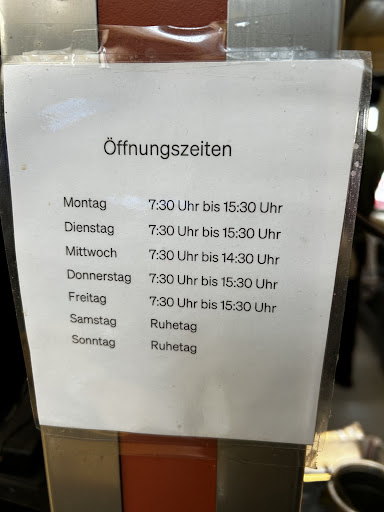 Öffnungszeiten
Montag 7:30 Uhr bis 15:30 Uhr
Dienstag 7:30 Uhr bis 15:30 Uhr
Mittwoch 7:30 Uhr bis 14:30 Uhr
Donnerstag 7:30 Uhr bis 15:30 Uhr
Freitag 7:30 Uhr bis 15:30 Uhr
Samstag Ruhetag
Sonntag Ruhetag